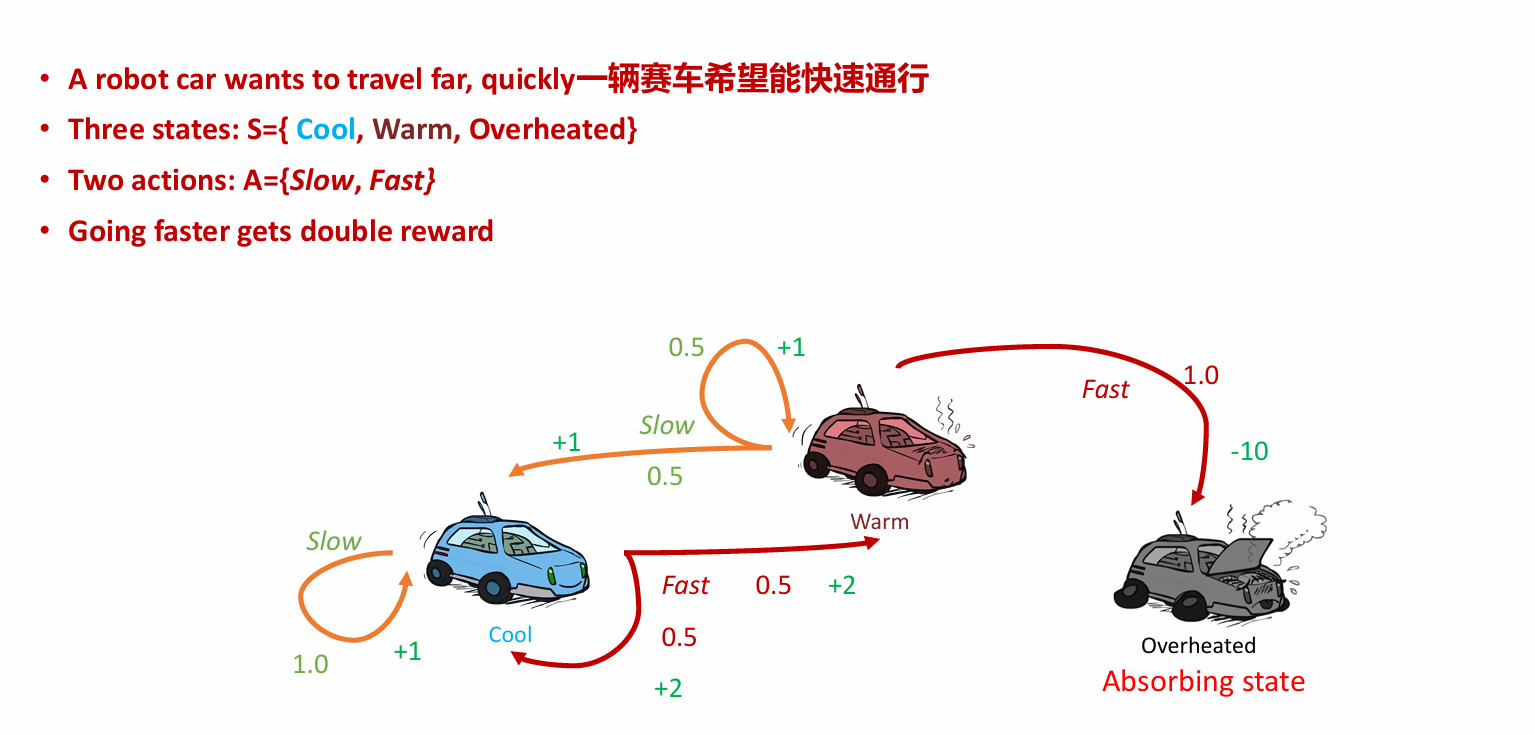 • A robot car wants to travel far, quickly一辆赛车希望能快速通行
• Three states: S={ Cool, Warm, Overheated}
• Two actions: A={Slow, Fast}
• Going faster gets double reward
0.5 +1
Fast 1.0
Slow
+1
0.5
-10
Warm
Slow
Fast 0.5 +2
Cool
0.5
+1
1.0
+2
Overheated
Absorbing state